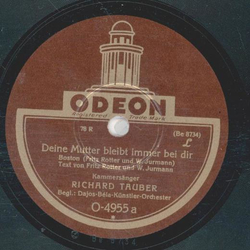 ODEON
(Be 8734)
L
Deine Mutter bleibt immer bei dir
Boston (Fritz Rotter und W. Jurmann)
Text von Fritz Rotter und W. Jurmann
Kammersänger
RICHARD TAUBER
Begl.: Dajos-Béla-Künstler-Orchester
O-4955 a